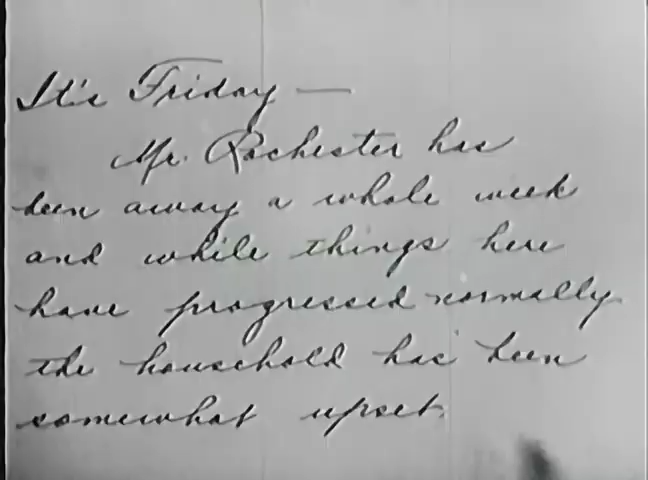 It's Friday —
Mr. Rochester has
been away a whole week
and while things here
have progressed normally
the household has been
somewhat upset.